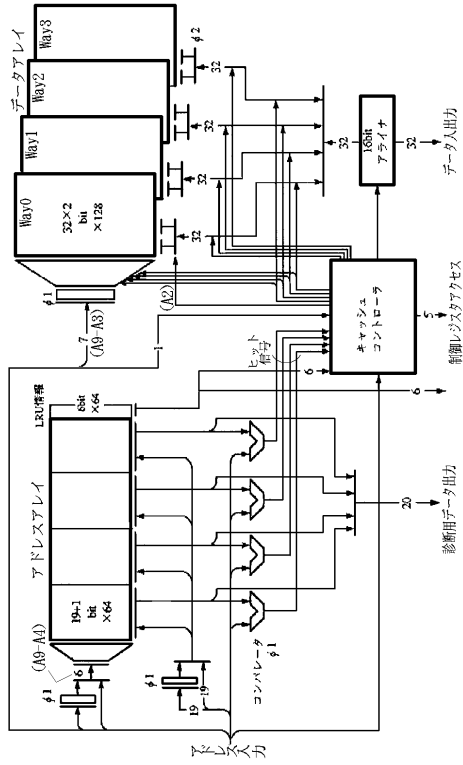 データアレイ
Way0
Way1
Way2
Way3
32×2
bit
×128
φ2
32
32
32
32
φ1
7
(A9-A3)
(A2)
1
32
16bit
アライナ
32
データ入出力
LRU情報
6bit
×64
アドレスアレイ
19+1
bit
×64
(A9-A4)
6
φ1
φ1
19
19
アドレス入力
コンパレータ
φ1
ヒット
信号
6
キャッシュ
コントローラ
5
制御レジスタアクセス
6
20
診断用データ出力